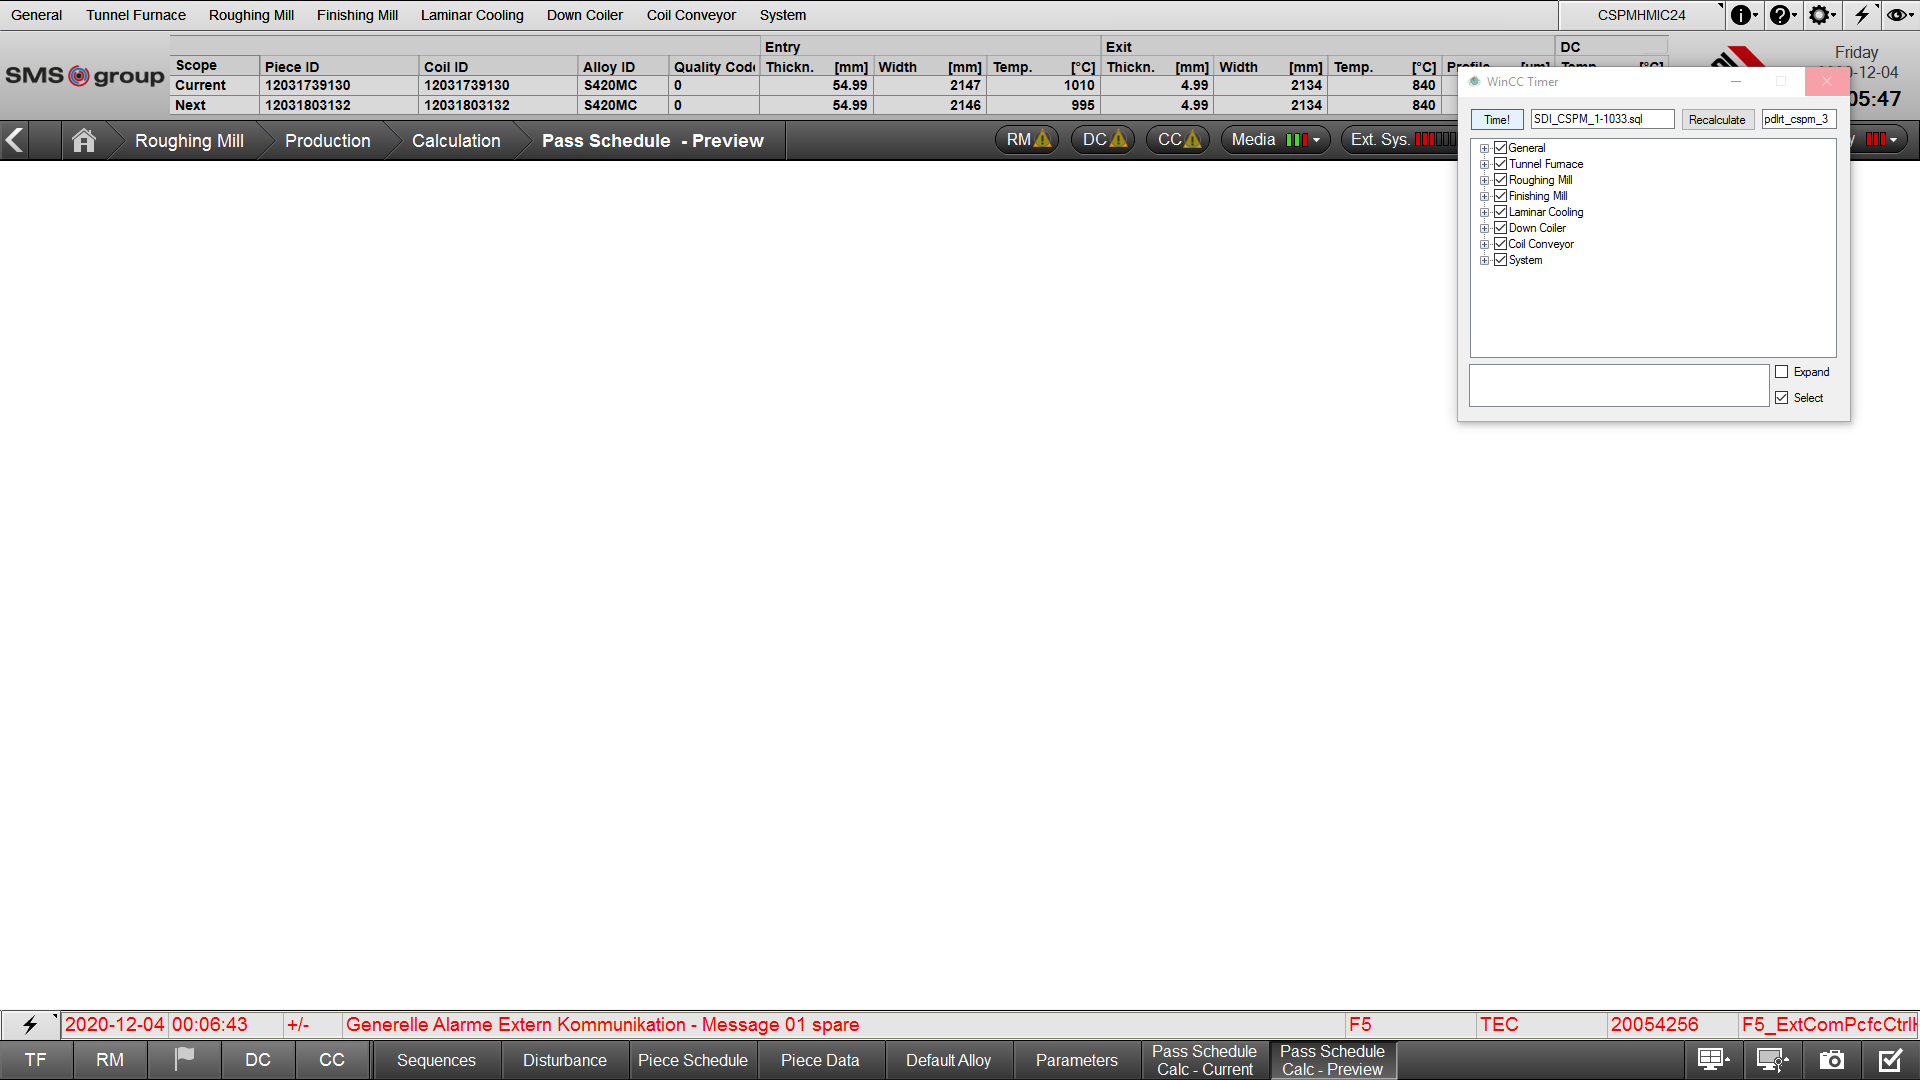 General Tunnel Furnace Roughing Mill Finishing Mill Laminar Cooling Down Coiler Coil Conveyor System CSPMHMIC24
SMS group
Entry Exit DC
Scope Piece ID Coil ID Alloy ID Quality Code Thickn. [mm] Width [mm] Temp. [°C] Thickn. [mm] Width [mm] Temp. [°C]
Current 12031739130 12031739130 S420MC 0 54.99 2147 1010 4.99 2134 840
Next 12031803132 12031803132 S420MC 0 54.99 2146 995 4.99 2134 840
Friday
-12-04
05:47
Roughing Mill Production Calculation Pass Schedule - Preview RM DC CC Media Ext. Sys.
WinCC Timer
Time! SDI_CSPM_1-1033.sql Recalculate pdlrt_cspm_3
General
Tunnel Furnace
Roughing Mill
Finishing Mill
Laminar Cooling
Down Coiler
Coil Conveyor
System
Expand
Select
2020-12-04 00:06:43 +/- Generelle Alarme Extern Kommunikation - Message 01 spare F5 TEC 20054256 F5_ExtComPcfcCtrl
TF RM DC CC Sequences Disturbance Piece Schedule Piece Data Default Alloy Parameters Pass Schedule Calc - Current Pass Schedule Calc - Preview